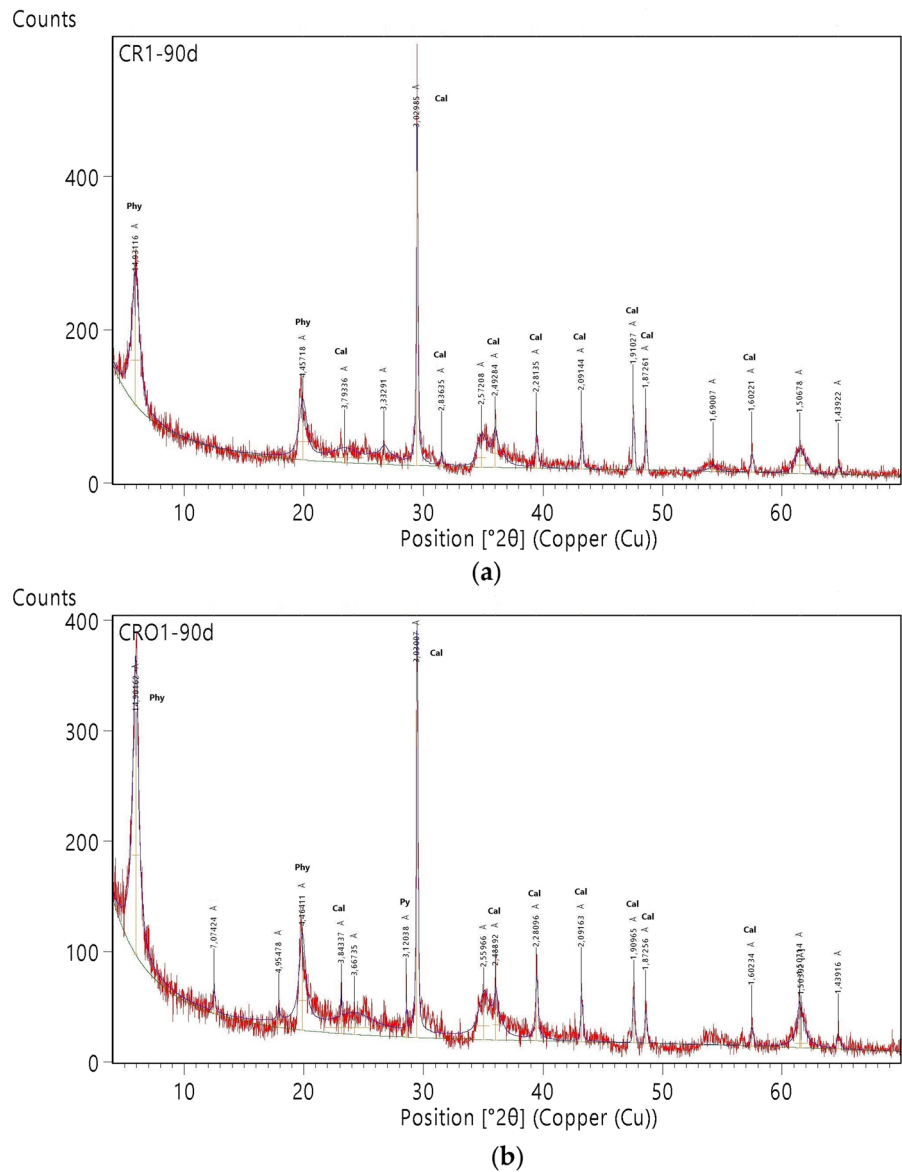 Counts
CR1-90d
Cal
3,02985 Å
400
Phy
14,93116 Å
Phy
4,45718 Å
Cal
3,79336 Å
3,33291 Å
Cal
2,83635 Å
2,57208 Å
Cal
2,49284 Å
Cal
2,28135 Å
Cal
2,09144 Å
Cal
1,91027 Å
Cal
1,87261 Å
1,69007 Å
Cal
1,60221 Å
1,50678 Å
1,43922 Å
200
0
10 20 30 40 50 60
Position [°2θ] (Copper (Cu))
(a)
Counts
400
CRO1-90d
3,03007 Å
Cal
14,90162 Å
Phy
300
200
7,07424 Å
4,95478 Å
Phy
4,46411 Å
Cal
3,84337 Å
3,66735 Å
Py
3,12038 Å
2,55966 Å
Cal
2,48892 Å
Cal
2,28096 Å
Cal
2,09163 Å
Cal
1,90965 Å
Cal
1,87256 Å
Cal
1,60234 Å
1,43916 Å
100
0
10 20 30 40 50 60
Position [°2θ] (Copper (Cu))
(b)